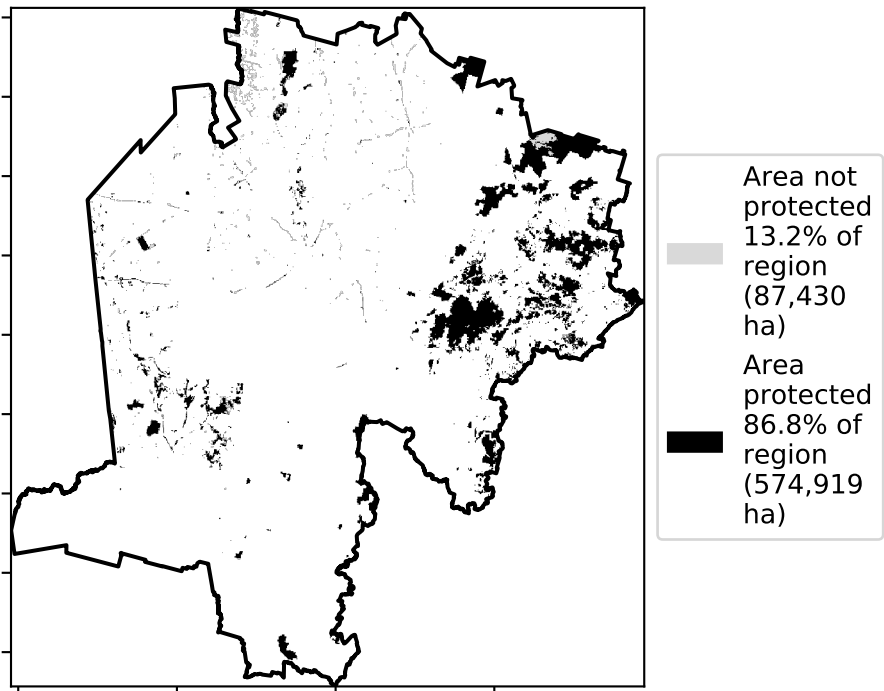 Area not
protected
13.2% of
region
(87,430
ha)
Area
protected
86.8% of
region
(574,919
ha)